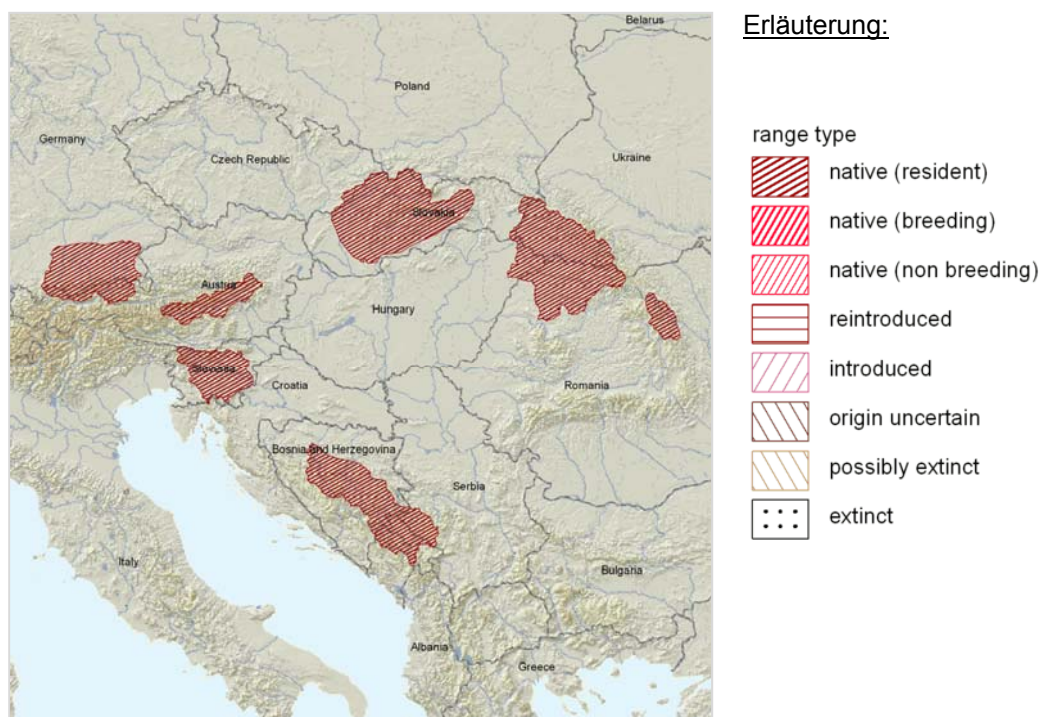 Erläuterung:
Belarus
Poland
Germany
Czech Republic
Ukraine
Slovakia
Austria
Hungary
Slovenia
Croatia
Romania
Bosnia and Herzegovina
Serbia
Italy
Bulgaria
Albania
Greece
range type
native (resident)
native (breeding)
native (non breeding)
reintroduced
introduced
origin uncertain
possibly extinct
extinct